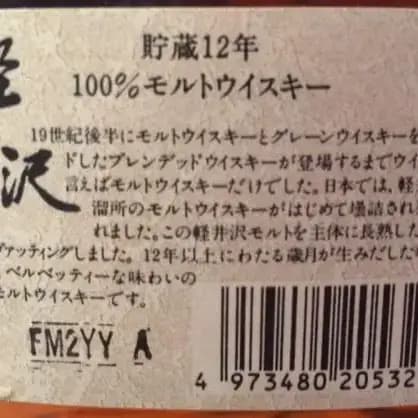 貯蔵12年
100%モルトウイスキー
軽
沢
19世紀後半にモルトウイスキーとグレーンウイスキーを
ドしたブレンデッドウイスキーが登場するまでウイ
言えばモルトウイスキーだけでした。日本では、軽
溜所のモルトウイスキーがはじめて壜詰され
れました。この軽井沢モルトを主体に長熟した
ヴァッティングしました。12年以上にわたる歳月が生みだした
ベルベッティーな味わいの
モルトウイスキーです。
FM2YY A
4 973480 20532